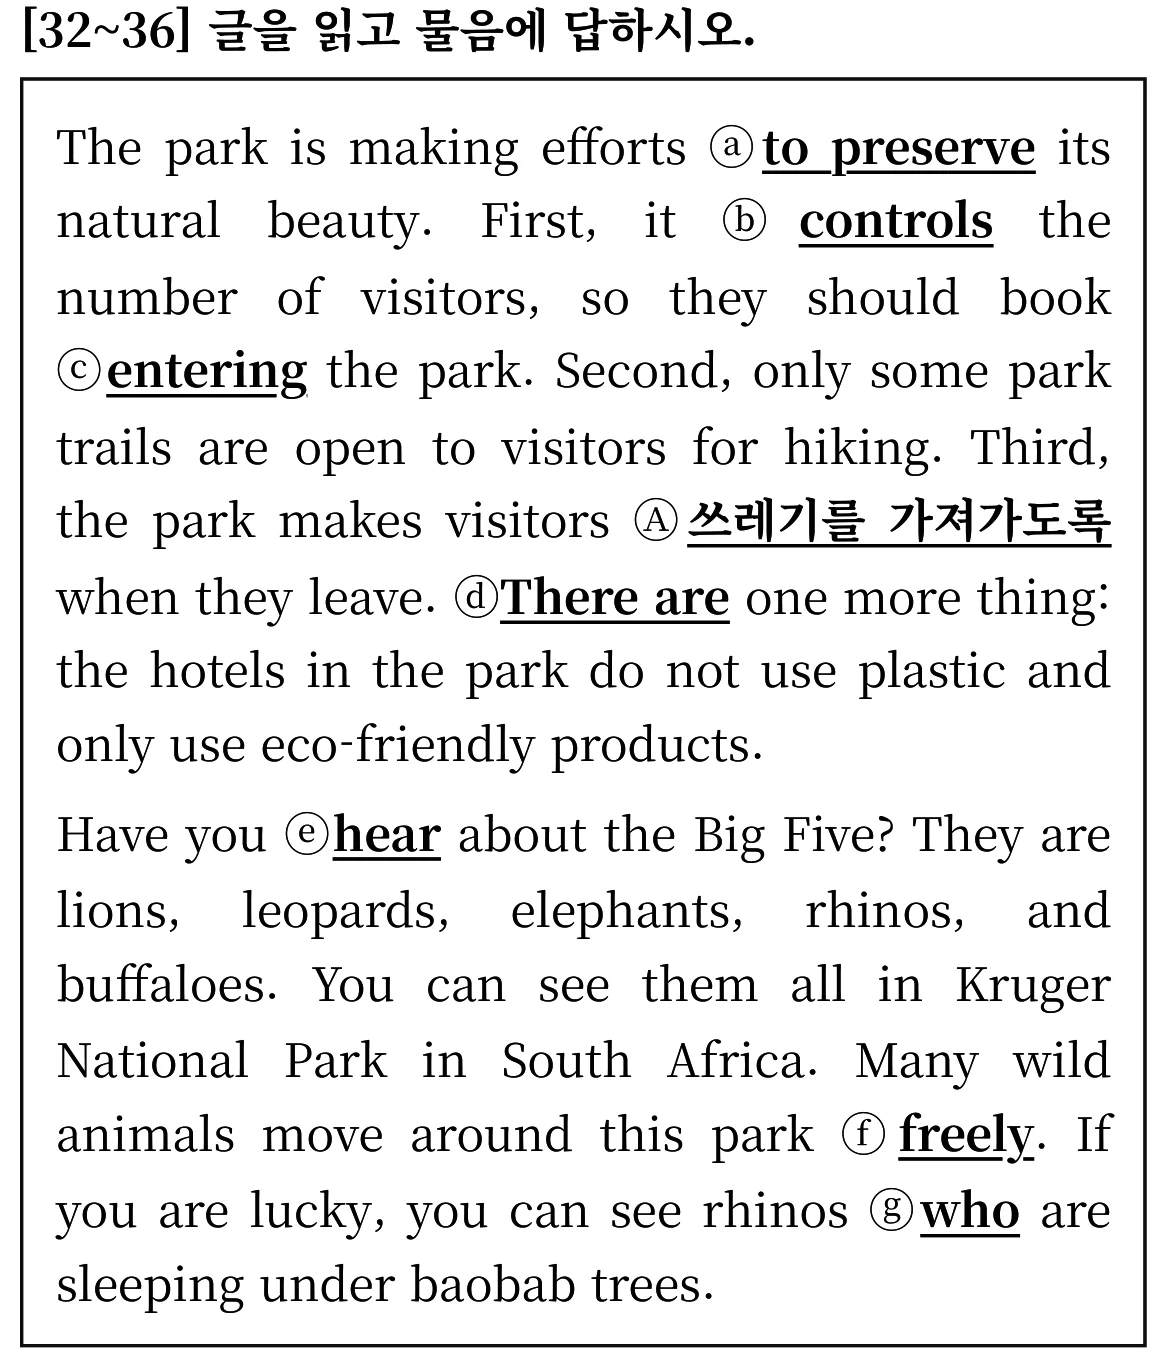 [32~36] 글을 읽고 물음에 답하시오.
The park is making efforts ⓐto preserve its
natural beauty. First, it ⓑ controls the
number of visitors, so they should book
ⓒentering the park. Second, only some park
trails are open to visitors for hiking. Third,
the park makes visitors Ⓐ쓰레기를 가져가도록
when they leave. ⓓThere are one more thing:
the hotels in the park do not use plastic and
only use eco-friendly products.
Have you ⓔhear about the Big Five? They are
lions, leopards, elephants, rhinos, and
buffaloes. You can see them all in Kruger
National Park in South Africa. Many wild
animals move around this park ⓕ freely. If
you are lucky, you can see rhinos ⓖwho are
sleeping under baobab trees.